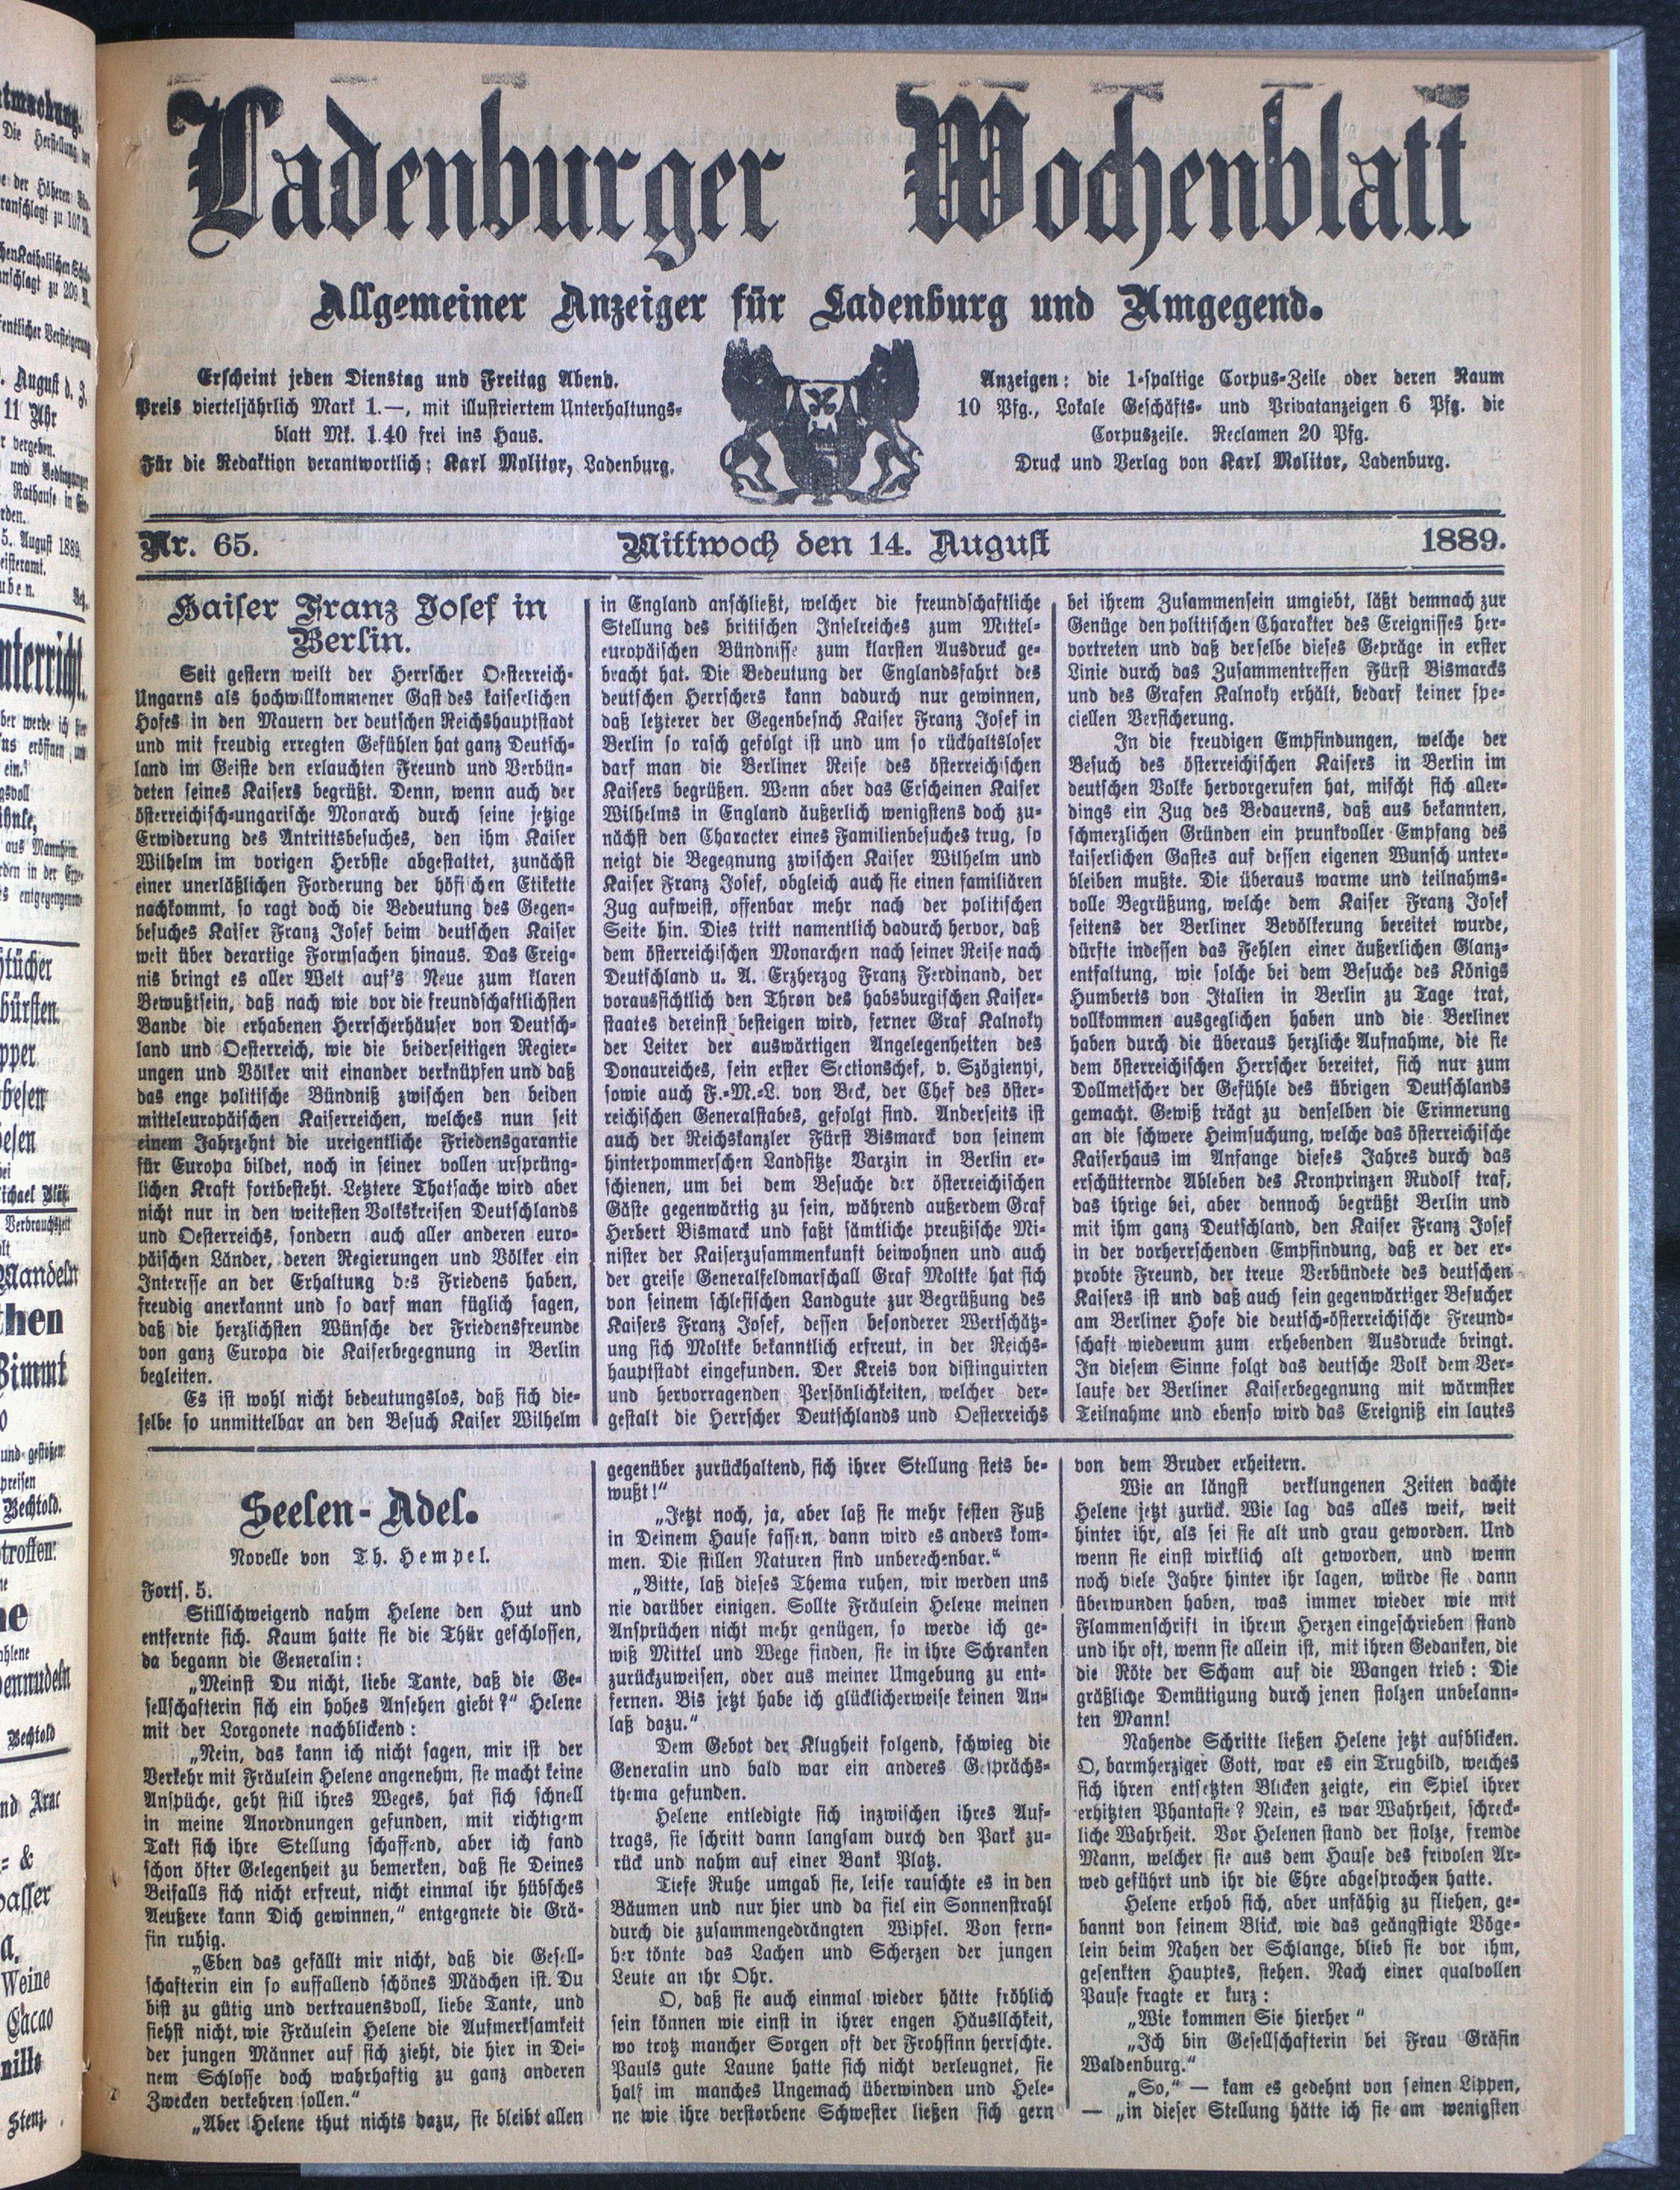 Ladenburger Wochenblatt
Allgemeiner Anzeiger für Ladenburg und Umgegend.
Erscheint jeden Dienstag und Freitag Abend.
Preis vierteljährlich Mark 1.—, mit illustriertem Unterhaltungs-
blatt Mk. 1.40 frei ins Haus.
Für die Redaktion verantwortlich: Karl Molitor, Ladenburg.
Anzeigen: die 1-spaltige Corpus-Zeile oder deren Raum
10 Pfg., Lokale Geschäfts- und Privatanzeigen 6 Pfg. die
Corpuszeile. Reclamen 20 Pfg.
Druck und Verlag von Karl Molitor, Ladenburg.
Nr. 65. Mittwoch den 14. August 1889.
Kaiser Franz Josef in
Berlin.
Seit gestern weilt der Herrscher Oesterreich-
Ungarns als hochwillkommener Gast des kaiserlichen
Hofes in den Mauern der deutschen Reichshauptstadt
und mit freudig erregten Gefühlen hat ganz Deutsch-
land im Geiste den erlauchten Freund und Verbün-
deten seines Kaisers begrüßt. Denn, wenn auch der
österreichisch-ungarische Monarch durch seine jetzige
Erwiderung des Antrittsbesuches, den ihm Kaiser
Wilhelm im vorigen Herbste abgestattet, zunächst
einer unerläßlichen Forderung der höfischen Etikette
nachkommt, so ragt doch die Bedeutung des Gegen-
besuches Kaiser Franz Josef beim deutschen Kaiser
weit über derartige Formsachen hinaus. Das Ereig-
nis bringt es aller Welt auf's Neue zum klaren
Bewußtsein, daß nach wie vor die freundschaftlichsten
Bande die erhabenen Herrscherhäuser von Deutsch-
land und Oesterreich, wie die beiderseitigen Regier-
ungen und Völker mit einander verknüpfen und daß
das enge politische Bündniß zwischen den beiden
mitteleuropäischen Kaiserreichen, welches nun seit
einem Jahrzehnt die ureigentliche Friedensgarantie
für Europa bildet, noch in seiner vollen ursprüng-
lichen Kraft fortbesteht. Letztere Thatsache wird aber
nicht nur in den weitesten Volkskreisen Deutschlands
und Oesterreichs, sondern auch aller anderen euro-
päischen Länder, deren Regierungen und Völker ein
Interesse an der Erhaltung des Friedens haben,
freudig anerkannt und so darf man füglich sagen,
daß die herzlichsten Wünsche der Friedensfreunde
von ganz Europa die Kaiserbegegnung in Berlin
begleiten.
Es ist wohl nicht bedeutungslos, daß sich die-
selbe so unmittelbar an den Besuch Kaiser Wilhelm
in England anschließt, welcher die freundschaftliche
Stellung des britischen Inselreiches zum Mittel-
europäischen Bündnisse zum klarsten Ausdruck ge-
bracht hat. Die Bedeutung der Englandsfahrt des
deutschen Herrschers kann dadurch nur gewinnen,
daß letzterer der Gegenbesnch Kaiser Franz Josef in
Berlin so rasch gefolgt ist und um so rückhaltsloser
darf man die Berliner Reise des österreichischen
Kaisers begrüßen. Wenn aber das Erscheinen Kaiser
Wilhelms in England äußerlich wenigstens doch zu-
nächst den Character eines Familienbesuches trug, so
neigt die Begegnung zwischen Kaiser Wilhelm und
Kaiser Franz Josef, obgleich auch sie einen familiären
Zug aufweist, offenbar mehr nach der politischen
Seite hin. Dies tritt namentlich dadurch hervor, daß
dem österreichischen Monarchen nach seiner Reise nach
Deutschland u. A. Erzherzog Franz Ferdinand, der
voraussichtlich den Thron des habsburgischen Kaiser-
staates dereinst besteigen wird, ferner Graf Kalnoky
der Leiter der auswärtigen Angelegenheiten des
Donaureiches, sein erster Sectionschef, v. Szögienyi,
sowie auch F.-M.-L. von Beck, der Chef des öster-
reichischen Generalstabes, gefolgt sind. Anderseits ist
auch der Reichskanzler Fürst Bismarck von seinem
hinterpommerschen Landsitze Varzin in Berlin er-
schienen, um bei dem Besuche der österreichischen
Gäste gegenwärtig zu sein, während außerdem Graf
Herbert Bismarck und faßt sämtliche preußische Mi-
nister der Kaiserzusammenkunft beiwohnen und auch
der greise Generalfeldmarschall Graf Moltke hat sich
von seinem schlesischen Landgute zur Begrüßung des
Kaisers Franz Josef, dessen besonderer Wertschätz-
ung sich Moltke bekanntlich erfreut, in der Reichs-
hauptstadt eingefunden. Der Kreis von distinguirten
und hervorragenden Persönlichkeiten, welcher der-
gestalt die Herrscher Deutschlands und Oesterreichs
bei ihrem Zusammensein umgiebt, läßt demnach zur
Genüge den politischen Charakter des Ereignisses her-
vortreten und daß derselbe dieses Gepräge in erster
Linie durch das Zusammentreffen Fürst Bismarcks
und des Grafen Kalnoky erhält, bedarf keiner spe-
ciellen Versicherung.
In die freudigen Empfindungen, welche der
Besuch des österreichischen Kaisers in Berlin im
deutschen Volke hervorgerufen hat, mischt sich aller-
dings ein Zug des Bedauerns, daß aus bekannten,
schmerzlichen Gründen ein prunkvoller Empfang des
kaiserlichen Gastes auf dessen eigenen Wunsch unter-
bleiben mußte. Die überaus warme und teilnahms-
volle Begrüßung, welche dem Kaiser Franz Josef
seitens der Berliner Bevölkerung bereitet wurde,
dürfte indessen das Fehlen einer äußerlichen Glanz-
entfaltung, wie solche bei dem Besuche des Königs
Humberts von Italien in Berlin zu Tage trat,
vollkommen ausgeglichen haben und die Berliner
haben durch die überaus herzliche Aufnahme, die sie
dem österreichischen Herrscher bereitet, sich nur zum
Dollmetscher der Gefühle des übrigen Deutschlands
gemacht. Gewiß trägt zu denselben die Erinnerung
an die schwere Heimsuchung, welche das österreichische
Kaiserhaus im Anfange dieses Jahres durch das
erschütternde Ableben des Kronprinzen Rudolf traf,
das ihrige bei, aber dennoch begrüßt Berlin und
mit ihm ganz Deutschland, den Kaiser Franz Josef
in der vorherrschenden Empfindung, daß er der er-
probte Freund, der treue Verbündete des deutschen
Kaisers ist und daß auch sein gegenwärtiger Besucher
am Berliner Hofe die deutsch-österreichische Freund-
schaft wiederum zum erhebenden Ausdrucke bringt.
In diesem Sinne folgt das deutsche Volk dem Ver-
laufe der Berliner Kaiserbegegnung mit wärmster
Teilnahme und ebenso wird das Ereigniß ein lautes
Seelen-Adel.
Novelle von Th. Hempel.
Forts. 5.
Stillschweigend nahm Helene den Hut und
entfernte sich. Kaum hatte sie die Thür geschlossen,
da begann die Generalin:
„Meinst Du nicht, liebe Tante, daß die Ge-
sellschafterin sich ein hohes Ansehen giebt?" Helene
mit der Lorgonete nachblickend:
„Nein, das kann ich nicht sagen, mir ist der
Verkehr mit Fräulein Helene angenehm, sie macht keine
Anspüche, geht still ihres Weges, hat sich schnell
in meine Anordnungen gefunden, mit richtigem
Takt sich ihre Stellung schaffend, aber ich fand
schon öfter Gelegenheit zu bemerken, daß sie Deines
Beifalls sich nicht erfreut, nicht einmal ihr hübsches
Aeußere kann Dich gewinnen," entgegnete die Grä-
fin ruhig.
„Eben das gefällt mir nicht, daß die Gesell-
schafterin ein so auffallend schönes Mädchen ist. Du
bist zu gütig und vertrauensvoll, liebe Tante, und
siehst nicht, wie Fräulein Helene die Aufmerksamkeit
der jungen Männer auf sich zieht, die hier in Dei-
nem Schlosse doch wahrhaftig zu ganz anderen
Zwecken verkehren sollen."
„Aber Helene thut nichts dazu, sie bleibt allen
gegenüber zurückhaltend, sich ihrer Stellung stets be-
wußt!"
„Jetzt noch, ja, aber laß sie mehr festen Fuß
in Deinem Hause fassen, dann wird es anders kom-
men. Die stillen Naturen sind unberechenbar."
„Bitte, laß dieses Thema ruhen, wir werden uns
nie darüber einigen. Sollte Fräulein Helene meinen
Ansprüchen nicht mehr genügen, so werde ich ge-
wiß Mittel und Wege finden, sie in ihre Schranken
zurückzuweisen, oder aus meiner Umgebung zu ent-
fernen. Bis jetzt habe ich glücklicherweise keinen An-
laß dazu."
Dem Gebot der Klugheit folgend, schwieg die
Generalin und bald war ein anderes Gesprächs-
thema gefunden.
Helene entledigte sich inzwischen ihres Auf-
trags, sie schritt dann langsam durch den Park zu-
rück und nahm auf einer Bank Platz.
Tiefe Ruhe umgab sie, leise rauschte es in den
Bäumen und nur hier und da fiel ein Sonnenstrahl
durch die zusammengedrängten Wipfel. Von fern-
her tönte das Lachen und Scherzen der jungen
Leute an ihr Ohr.
O, daß sie auch einmal wieder hätte fröhlich
sein können wie einst in ihrer engen Häuslichkeit,
wo trotz mancher Sorgen oft der Frohsinn herrschte.
Pauls gute Laune hatte sich nicht verleugnet, sie
half im manches Ungemach überwinden und Hele-
ne wie ihre verstorbene Schwester ließen sich gern
von dem Bruder erheitern.
Wie an längst verklungenen Zeiten dachte
Helene jetzt zurück. Wie lag das alles weit, weit
hinter ihr, als sei sie alt und grau geworden. Und
wenn sie einst wirklich alt geworden, und wenn
noch viele Jahre hinter ihr lagen, würde sie dann
überwunden haben, was immer wieder wie mit
Flammenschrift in ihrem Herzen eingeschrieben stand
und ihr oft, wenn sie allein ist, mit ihren Gedanken, die
die Röte der Scham auf die Wangen trieb: Die
gräßliche Demütigung durch jenen stolzen unbelann-
ten Mann!
Nahende Schritte ließen Helene jetzt aufblicken.
O, barmherziger Gott, war es ein Trugbild, welches
sich ihren entsetzten Blicken zeigte, ein Spiel ihrer
erhitzten Phantasie? Nein, es war Wahrheit, schreck-
liche Wahrheit. Vor Helenen stand der stolze, fremde
Mann, welcher sie aus dem Hause des frivolen Ar-
wed geführt und ihr die Ehre abgesprochen hatte.
Helene erhob sich, aber unfähig zu fliehen, ge-
bannt von seinem Blick, wie das geängstigte Vöge-
lein beim Nahen der Schlange, blieb sie vor ihm,
gesenkten Hauptes, stehen. Nach einer qualvollen
Pause fragte er kurz:
„Wie kommen Sie hierher"
„Ich bin Gesellschafterin bei Frau Gräfin
Waldenburg."
„So," — kam es gedehnt von seinen Lippen,
— „in dieser Stellung hätte ich sie am wenigsten